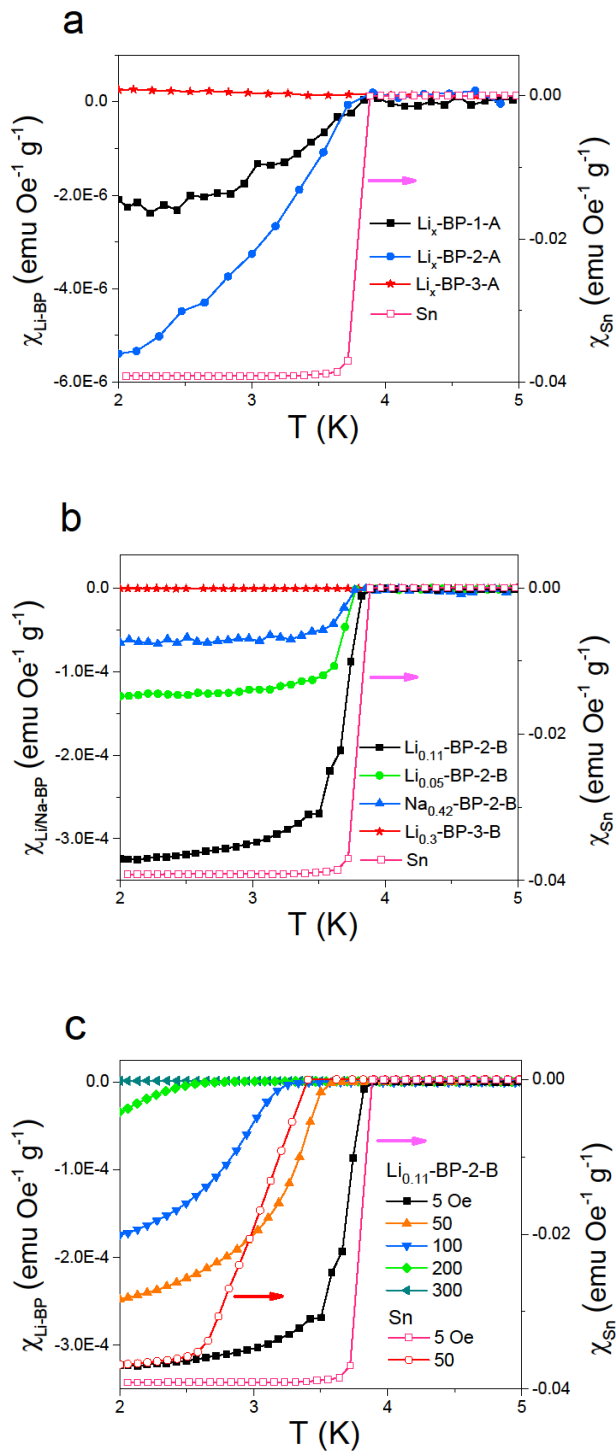 a
0.0
-2.0E-6
-4.0E-6
-6.0E-6
χLi-BP (emu Oe⁻¹ g⁻¹)
Liₓ-BP-1-A
Liₓ-BP-2-A
Liₓ-BP-3-A
Sn
0.00
-0.02
-0.04
χSn (emu Oe⁻¹ g⁻¹)
2 3 4 5
T (K)
b
0.0
-1.0E-4
-2.0E-4
-3.0E-4
χLi/Na-BP (emu Oe⁻¹ g⁻¹)
Li₀.₁₁-BP-2-B
Li₀.₀₅-BP-2-B
Na₀.₄₂-BP-2-B
Li₀.₃-BP-3-B
Sn
0.00
-0.02
-0.04
χSn (emu Oe⁻¹ g⁻¹)
2 3 4 5
T (K)
c
0.0
-1.0E-4
-2.0E-4
-3.0E-4
χLi-BP (emu Oe⁻¹ g⁻¹)
Li₀.₁₁-BP-2-B
5 Oe
50
100
200
300
Sn
5 Oe
50
0.00
-0.02
-0.04
χSn (emu Oe⁻¹ g⁻¹)
2 3 4 5
T (K)